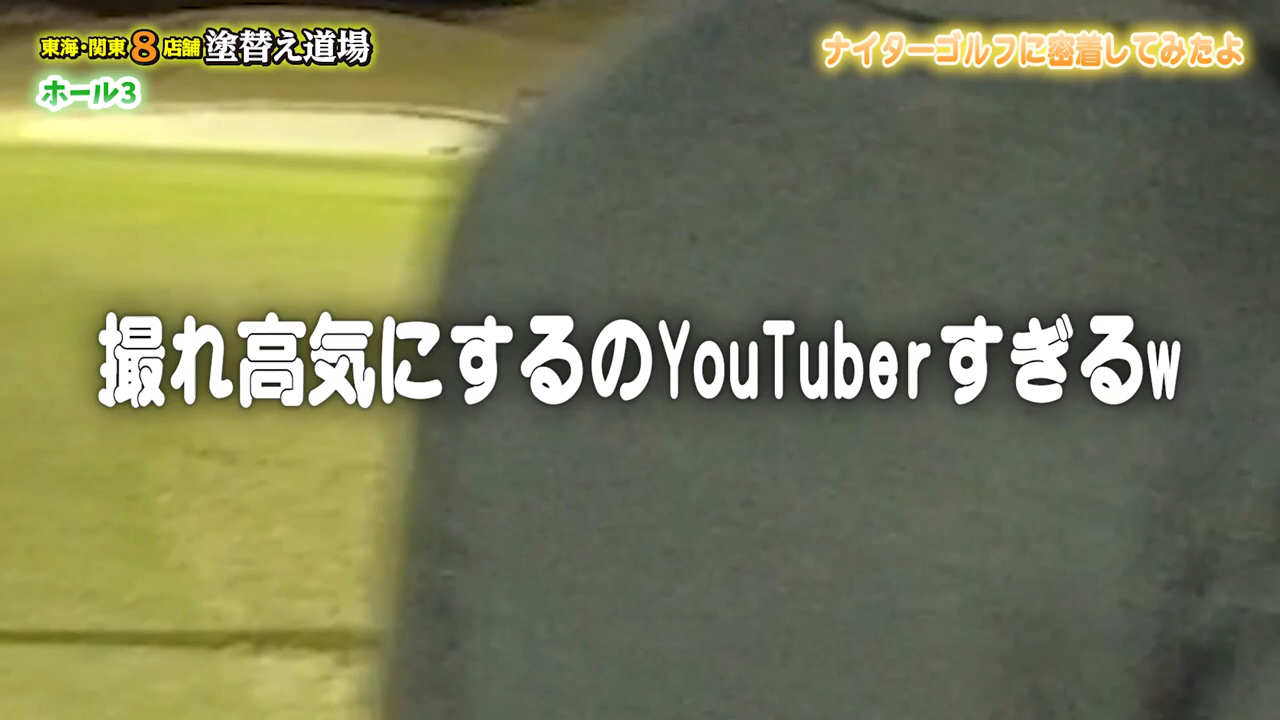 東海・関東8店舗塗替え道場
ナイターゴルフに密着してみたよ
ホール3
撮れ高気にするのYouTuberすぎるw